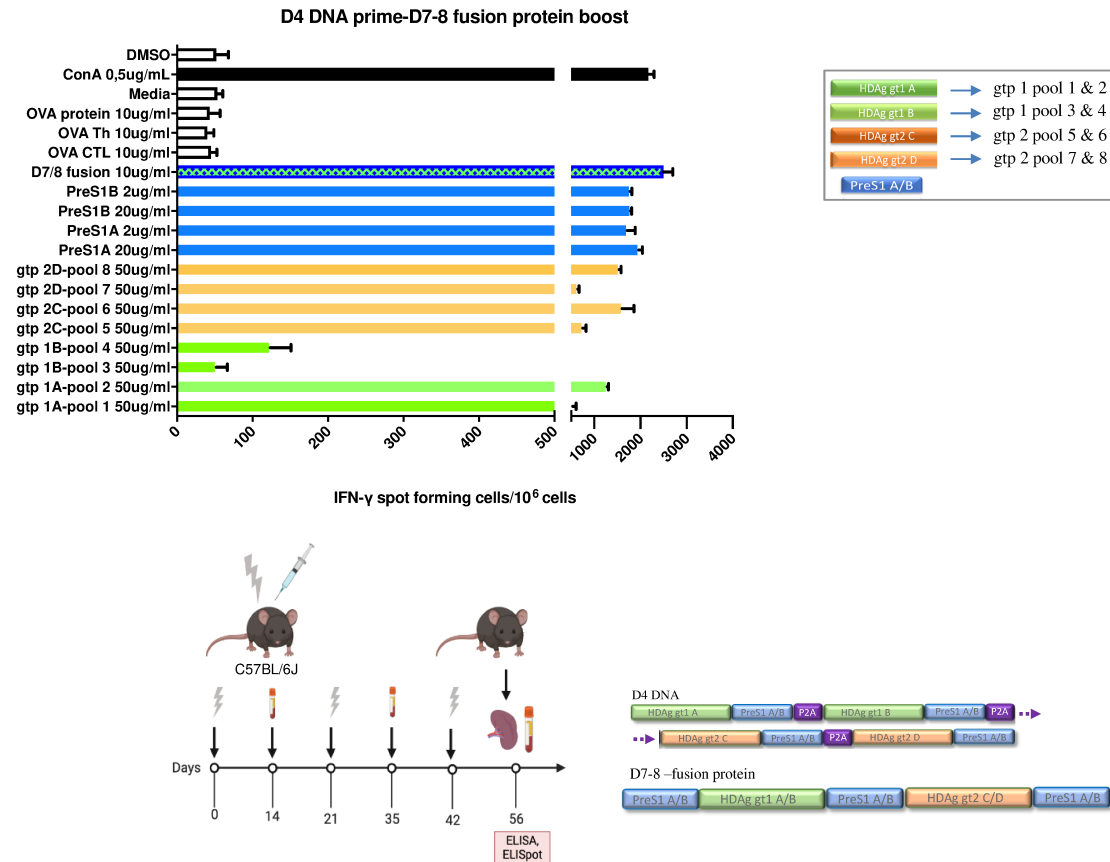 D4 DNA prime-D7-8 fusion protein boost
DMSO
ConA 0,5ug/mL
Media
OVA protein 10ug/ml
OVA Th 10ug/ml
OVA CTL 10ug/ml
D7/8 fusion 10ug/ml
PreS1B 2ug/ml
PreS1B 20ug/ml
PreS1A 2ug/ml
PreS1A 20ug/ml
gtp 2D-pool 8 50ug/ml
gtp 2D-pool 7 50ug/ml
gtp 2C-pool 6 50ug/ml
gtp 2C-pool 5 50ug/ml
gtp 1B-pool 4 50ug/ml
gtp 1B-pool 3 50ug/ml
gtp 1A-pool 2 50ug/ml
gtp 1A-pool 1 50ug/ml
0 100 200 300 400 500 1000 2000 3000 4000
IFN-γ spot forming cells/10⁶ cells
HDAg gt1 A gtp 1 pool 1 & 2
HDAg gt1 B gtp 1 pool 3 & 4
HDAg gt2 C gtp 2 pool 5 & 6
HDAg gt2 D gtp 2 pool 7 & 8
PreS1 A/B
C57BL/6J
Days
0 14 21 35 42 56
ELISA,
ELISpot
D4 DNA
HDAg gt1 A PreS1 A/B P2A HDAg gt1 B PreS1 A/B P2A
HDAg gt2 C PreS1 A/B P2A HDAg gt2 D PreS1 A/B
D7-8 –fusion protein
PreS1 A/B HDAg gt1 A/B PreS1 A/B HDAg gt2 C/D PreS1 A/B